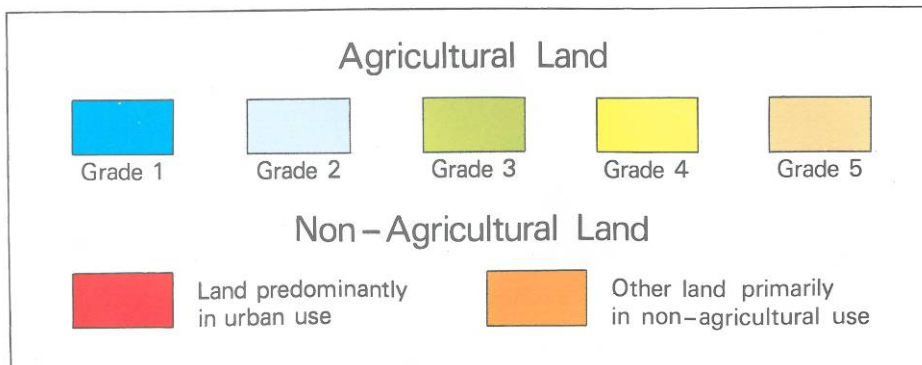 Agricultural Land
Grade 1 Grade 2 Grade 3 Grade 4 Grade 5
Non-Agricultural Land
Land predominantly
in urban use
Other land primarily
in non-agricultural use